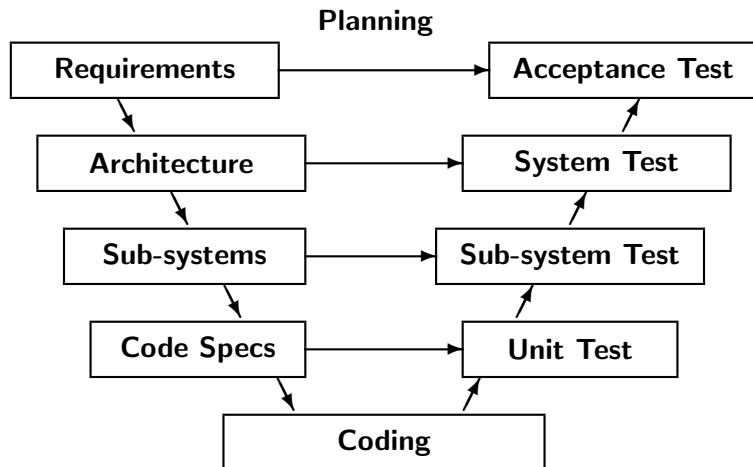 Planning
Requirements
Acceptance Test
Architecture
System Test
Sub-systems
Sub-system Test
Code Specs
Unit Test
Coding